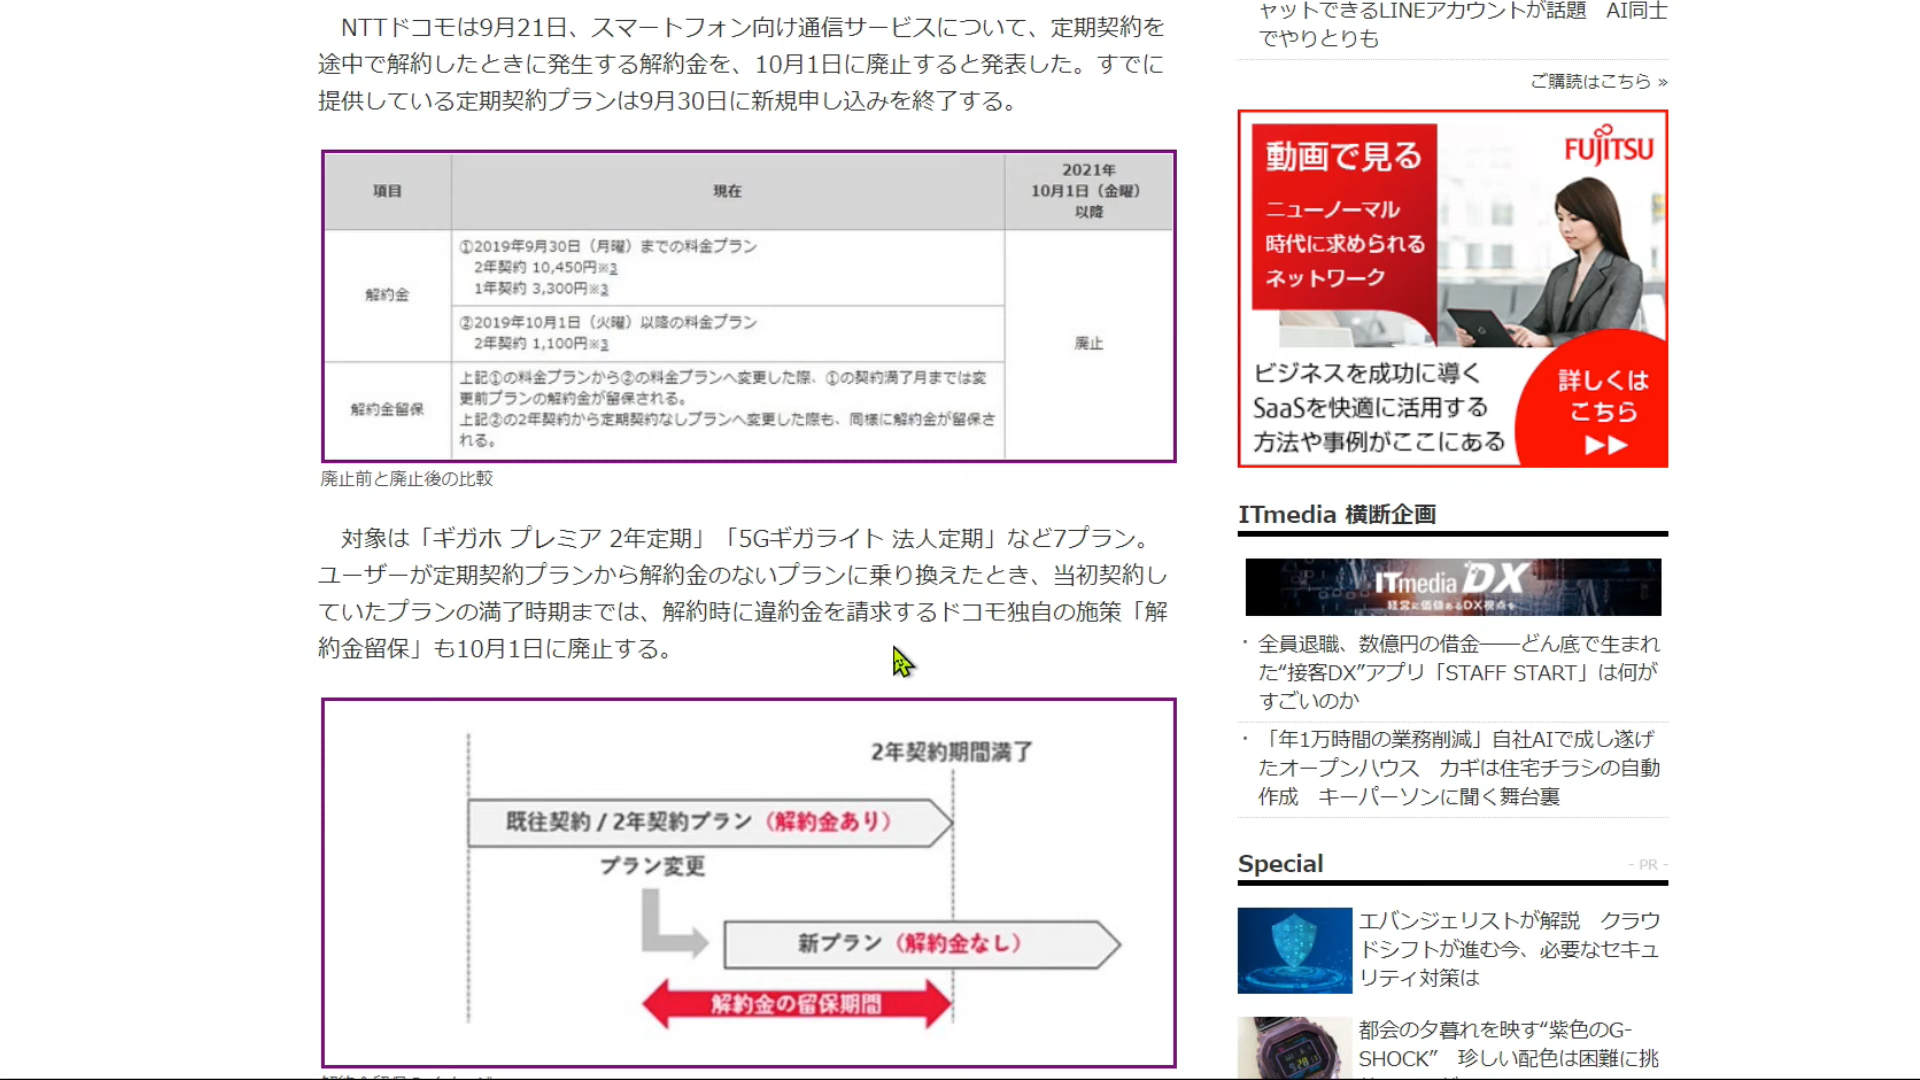 NTTドコモは9月21日、スマートフォン向け通信サービスについて、定期契約を
途中で解約したときに発生する解約金を、10月1日に廃止すると発表した。すでに
提供している定期契約プランは9月30日に新規申し込みを終了する。
項目
現在
2021年
10月1日（金曜）
以降
解約金
①2019年9月30日（月曜）までの料金プラン
2年契約 10,450円※3
1年契約 3,300円※3
②2019年10月1日（火曜）以降の料金プラン
2年契約 1,100円※3
廃止
解約金留保
上記①の料金プランから②の料金プランへ変更した際、①の契約満了月までは変
更前プランの解約金が留保される。
上記②の2年契約から定期契約なしプランへ変更した際も、同様に解約金が留保さ
れる。
廃止前と廃止後の比較
対象は「ギガホ プレミア 2年定期」「5Gギガライト 法人定期」など7プラン。
ユーザーが定期契約プランから解約金のないプランに乗り換えたとき、当初契約し
ていたプランの満了時期までは、解約時に違約金を請求するドコモ独自の施策「解
約金留保」も10月1日に廃止する。
2年契約期間満了
既往契約 / 2年契約プラン（解約金あり）
プラン変更
新プラン（解約金なし）
解約金の留保期間
ャットできるLINEアカウントが話題　AI同士
でやりとりも
ご購読はこちら »
動画で見る
FUJITSU
ニューノーマル
時代に求められる
ネットワーク
ビジネスを成功に導く
SaaSを快適に活用する
方法や事例がここにある
詳しくは
こちら
▶▶
ITmedia 横断企画
ITmedia DX
経営に価値あるDX視点を
・全員退職、数億円の借金――どん底で生まれ
た“接客DX”アプリ「STAFF START」は何が
すごいのか
・「年1万時間の業務削減」自社AIで成し遂げ
たオープンハウス　カギは住宅チラシの自動
作成　キーパーソンに聞く舞台裏
Special
- PR -
エバンジェリストが解説　クラウ
ドシフトが進む今、必要なセキュ
リティ対策は
都会の夕暮れを映す“紫色のG-
SHOCK”　珍しい配色は困難に挑